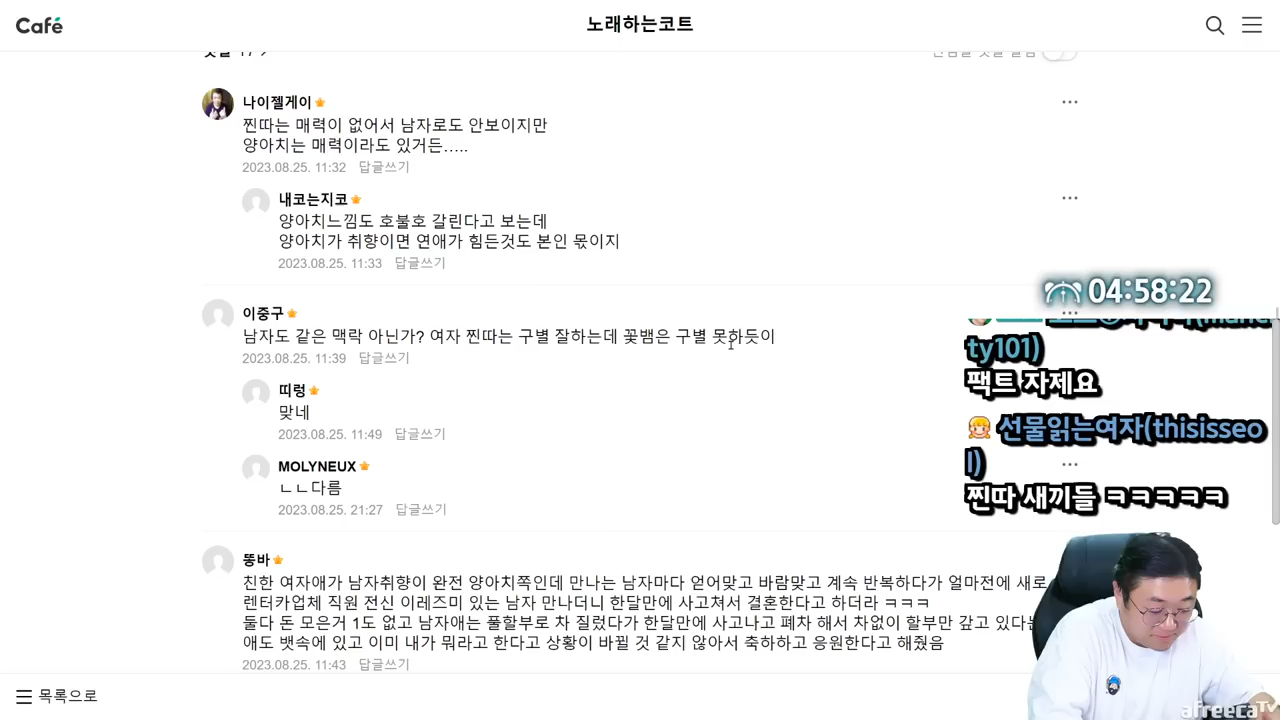 Café
노래하는코트
댓글 17 >
나이젤게이
찐따는 매력이 없어서 남자로도 안보이지만
양아치는 매력이라도 있거든…..
2023.08.25. 11:32 답글쓰기
내코는지코
양아치느낌도 호불호 갈린다고 보는데
양아치가 취향이면 연애가 힘든것도 본인 몫이지
2023.08.25. 11:33 답글쓰기
이중구
남자도 같은 맥락 아닌가? 여자 찐따는 구별 잘하는데 꽃뱀은 구별 못하듯이
2023.08.25. 11:39 답글쓰기
띠렁
맞네
2023.08.25. 11:49 답글쓰기
MOLYNEUX
ㄴㄴ다름
2023.08.25. 21:27 답글쓰기
똥바
친한 여자애가 남자취향이 완전 양아치쪽인데 만나는 남자마다 얻어맞고 바람맞고 계속 반복하다가 얼마전에 새로
렌터카업체 직원 전신 이레즈미 있는 남자 만나더니 한달만에 사고쳐서 결혼한다고 하더라 ㅋㅋㅋ
둘다 돈 모은거 1도 없고 남자애는 풀할부로 차 질렀다가 한달만에 사고나고 폐차 해서 차없이 할부만 갚고 있다는
애도 뱃속에 있고 이미 내가 뭐라고 한다고 상황이 바뀔 것 같지 않아서 축하하고 응원한다고 해줬음
2023.08.25. 11:43 답글쓰기
목록으로
04:58:22
ty101)
팩트 자제요
선물읽는여자(thisisseo
l)
찐따 새끼들 ㅋㅋㅋㅋㅋ
afreecaTV